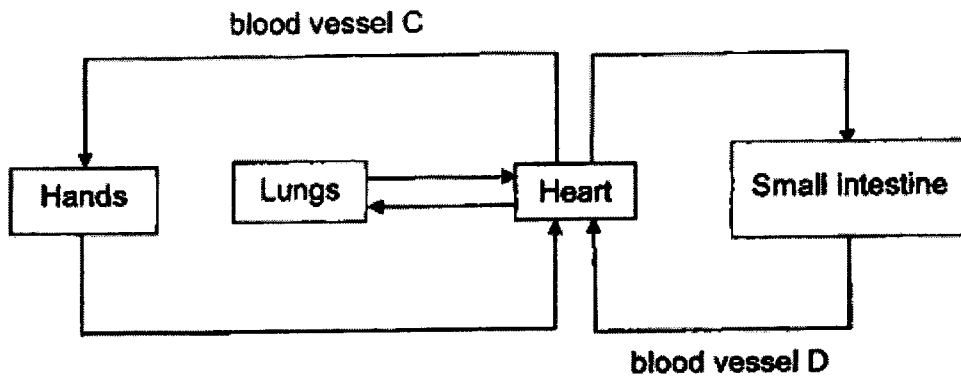 blood vessel C
Hands
Lungs
Heart
Small intestine
blood vessel D